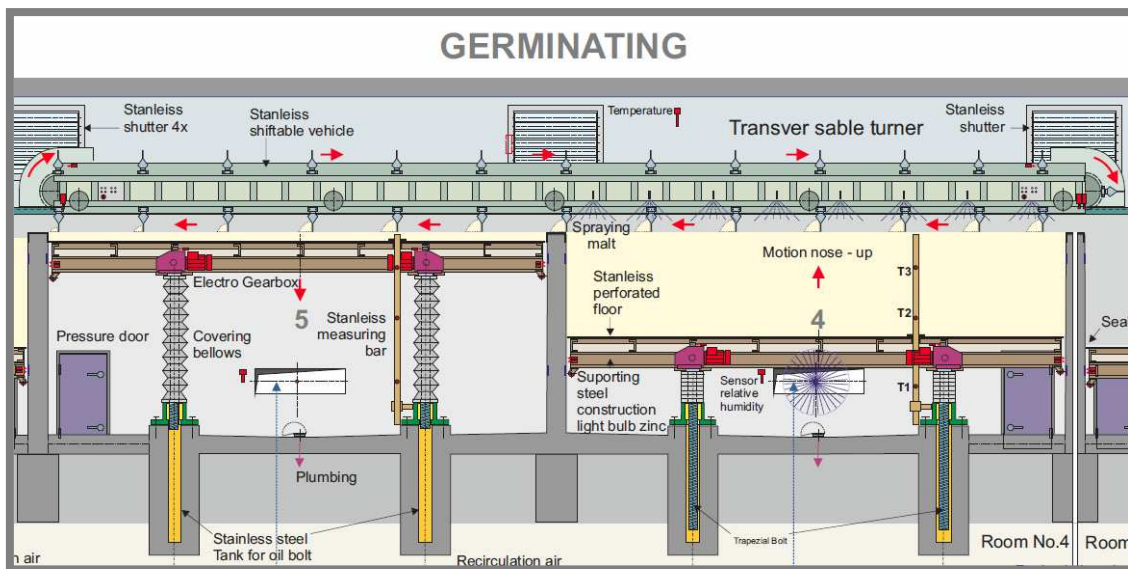 GERMINATING
Stanleiss
shutter 4x
Stanleiss
shiftable vehicle
Temperature
Transver sable turner
Stanleiss
shutter
Spraying
malt
Motion nose - up
Electro Gearbox
5
Stanleiss
measuring
bar
Stanleiss
perforated
floor
T3
T2
T1
4
Pressure door
Covering
bellows
Suporting
steel
construction
light bulb zinc
Sensor
relative
humidity
Seal
Plumbing
Stainless steel
Tank for oil bolt
Trapezial Bolt
n air
Recirculation air
Room No.4
Room